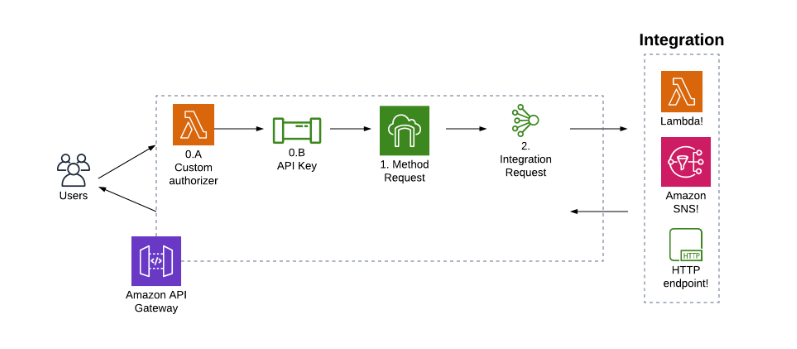 Integration
0.A
Custom
authorizer
0.B
API Key
1. Method
Request
2.
Integration
Request
Users
Amazon API
Gateway
Lambda!
Amazon
SNS!
HTTP
HTTP
endpoint!